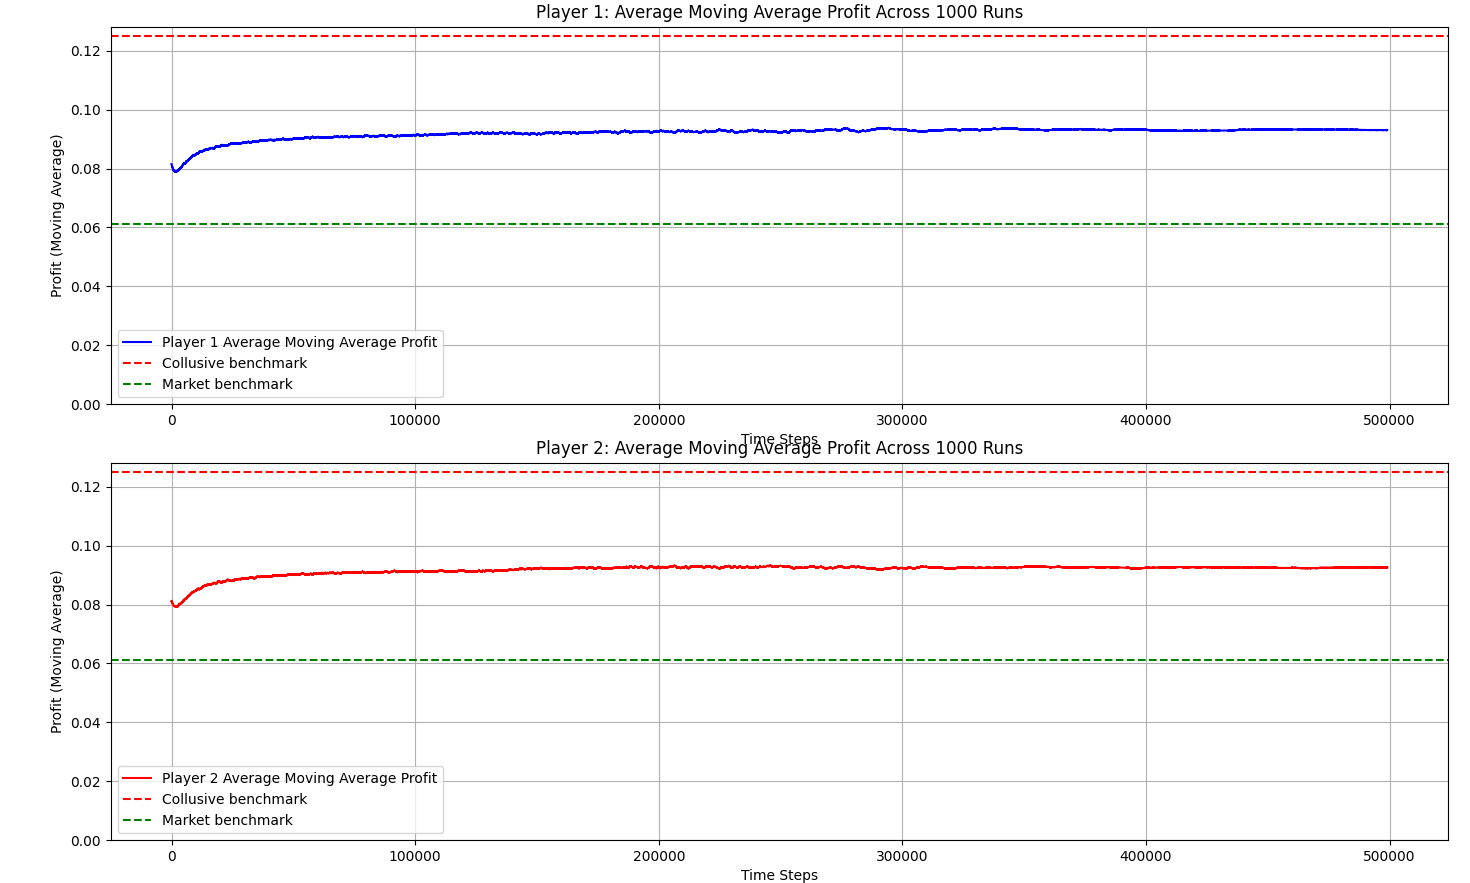 Player 1: Average Moving Average Profit Across 1000 Runs
Profit (Moving Average)
0.12
0.10
0.08
0.06
0.04
0.02
0.00
Player 1 Average Moving Average Profit
Collusive benchmark
Market benchmark
0 100000 200000 300000 400000 500000
Time Steps
Player 2: Average Moving Average Profit Across 1000 Runs
Profit (Moving Average)
0.12
0.10
0.08
0.06
0.04
0.02
0.00
Player 2 Average Moving Average Profit
Collusive benchmark
Market benchmark
0 100000 200000 300000 400000 500000
Time Steps